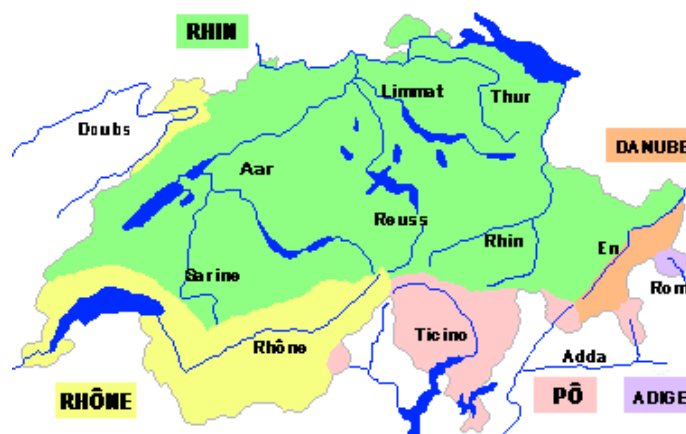 RHIN
Limmat
Thur
Doubs
DANUBE
Aar
Reuss
Rhin
En
Sarine
Rom
Rhône
Ticino
Adda
RHÔNE
PÔ
ADIGE